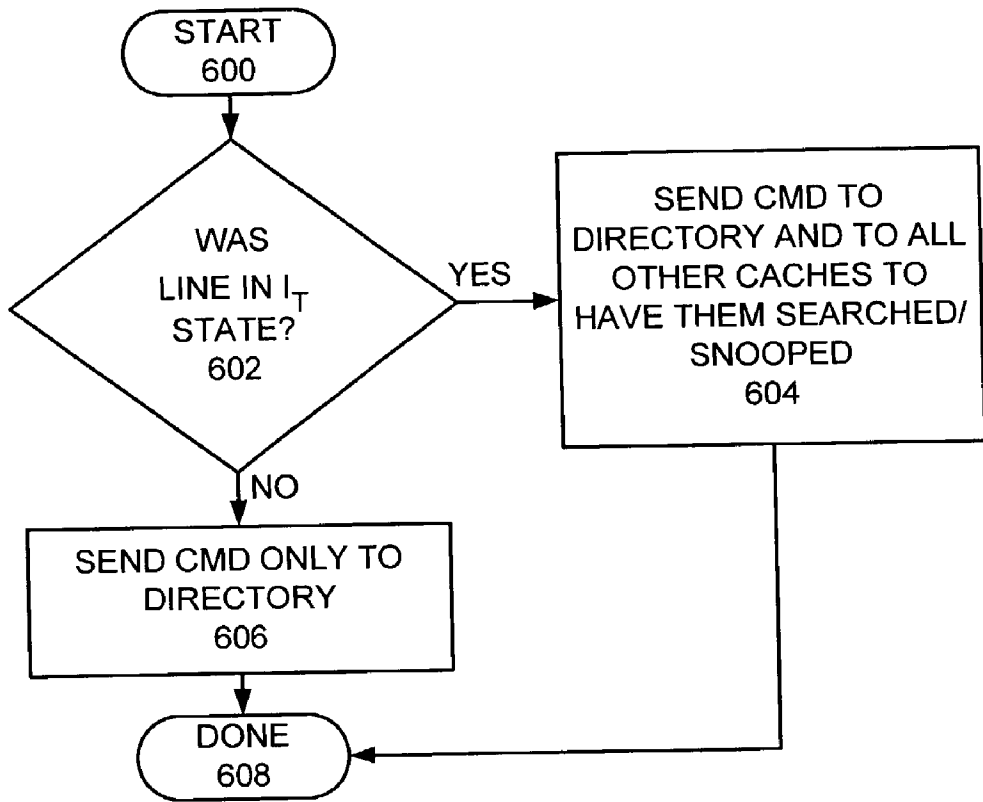 START
600
WAS
LINE IN I_T
STATE?
602
YES
SEND CMD TO
DIRECTORY AND TO ALL
OTHER CACHES TO
HAVE THEM SEARCHED/
SNOOPED
604
NO
SEND CMD ONLY TO
DIRECTORY
606
DONE
608